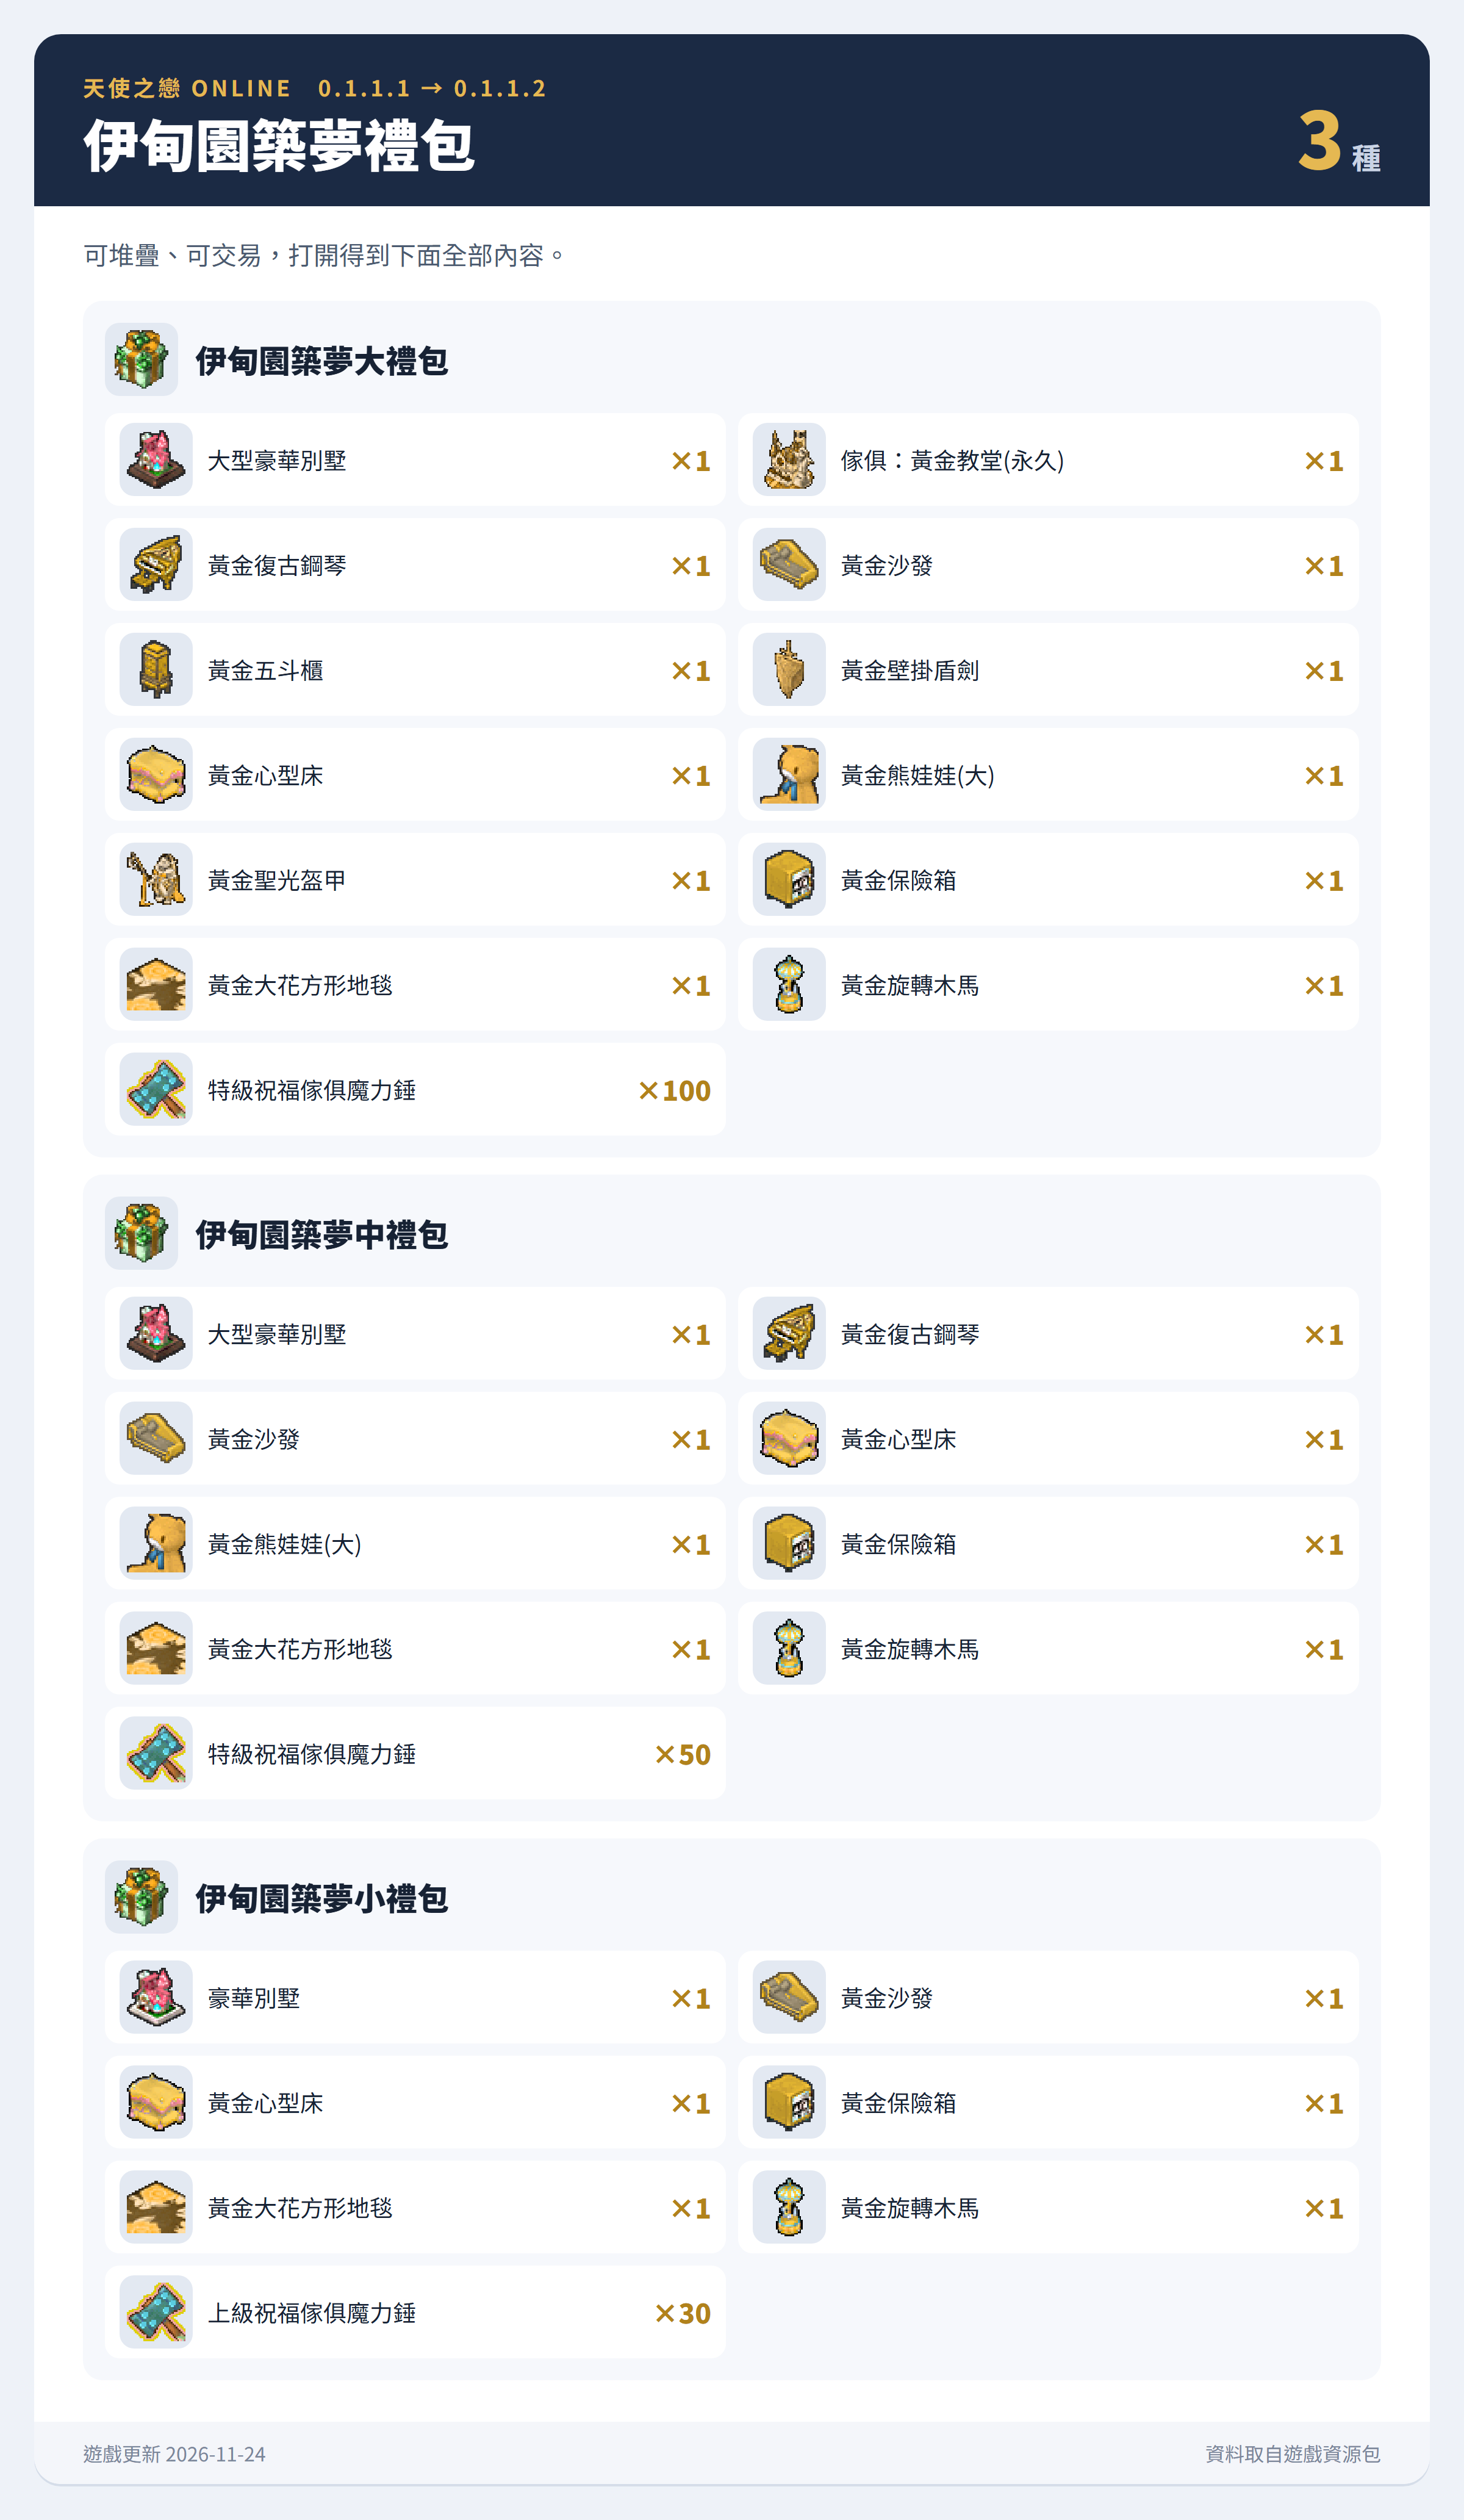 天使之戀 ONLINE 0.1.1.1 → 0.1.1.2
伊甸園築夢禮包
3 種
可堆疊、可交易，打開得到下面全部內容。
伊甸園築夢大禮包
大型豪華別墅 ×1
傢俱：黃金教堂(永久) ×1
黃金復古鋼琴 ×1
黃金沙發 ×1
黃金五斗櫃 ×1
黃金壁掛盾劍 ×1
黃金心型床 ×1
黃金熊娃娃(大) ×1
黃金聖光盔甲 ×1
黃金保險箱 ×1
黃金大花方形地毯 ×1
黃金旋轉木馬 ×1
特級祝福傢俱魔力錘 ×100
伊甸園築夢中禮包
大型豪華別墅 ×1
黃金復古鋼琴 ×1
黃金沙發 ×1
黃金心型床 ×1
黃金熊娃娃(大) ×1
黃金保險箱 ×1
黃金大花方形地毯 ×1
黃金旋轉木馬 ×1
特級祝福傢俱魔力錘 ×50
伊甸園築夢小禮包
豪華別墅 ×1
黃金沙發 ×1
黃金心型床 ×1
黃金保險箱 ×1
黃金大花方形地毯 ×1
黃金旋轉木馬 ×1
上級祝福傢俱魔力錘 ×30
遊戲更新 2026-11-24
資料取自遊戲資源包